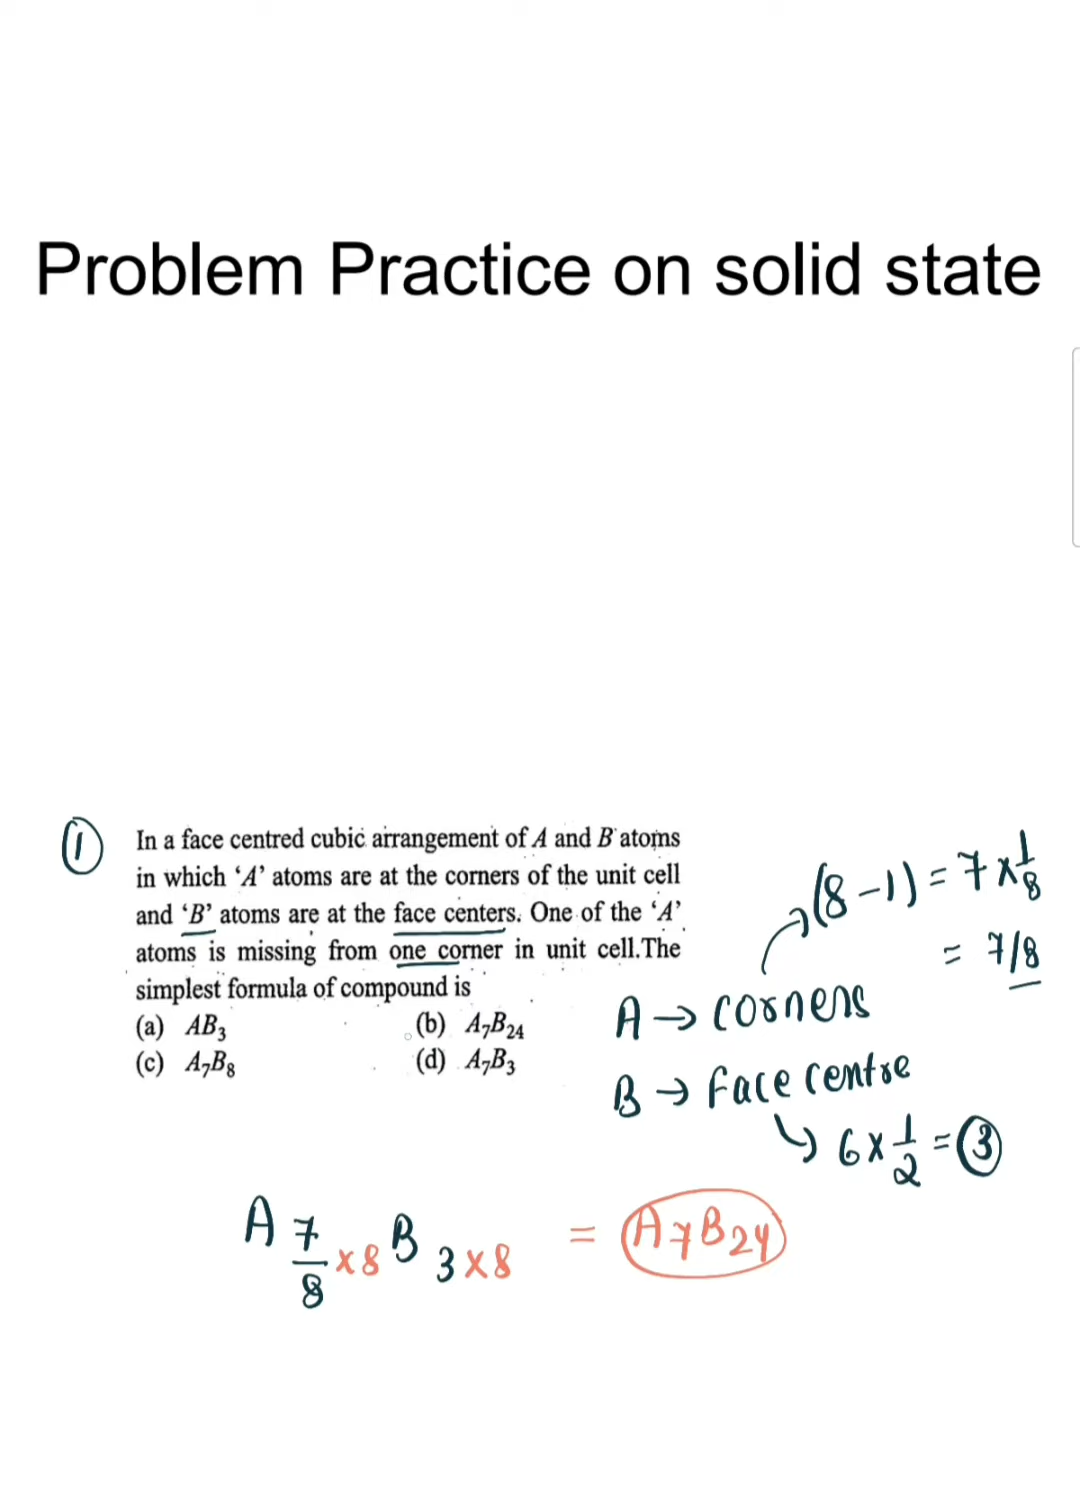 Problem Practice on solid state
① In a face centred cubic arrangement of A and B atoms
in which ‘A’ atoms are at the corners of the unit cell
and ‘B’ atoms are at the face centers. One of the ‘A’
atoms is missing from one corner in unit cell.The
simplest formula of compound is
(a) AB₃ (b) A₇B₂₄
(c) A₇B₈ (d) A₇B₃
(8-1) = 7 x 1/8
= 7/8
A → corners
B → face centre
↳ 6 x 1/2 = 3
A 7/8 x 8 B 3 x 8 = A₇B₂₄